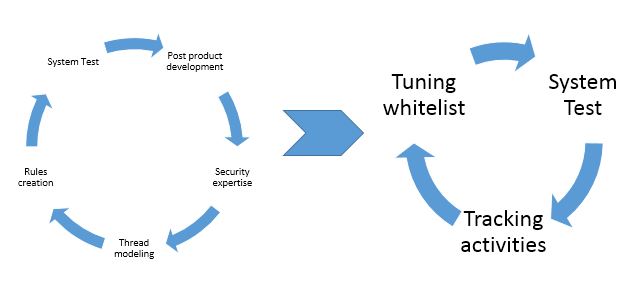 System Test
Post product
development
Security
expertise
Thread
modeling
Rules
creation
Tuning
whitelist
System
Test
Tracking
activities